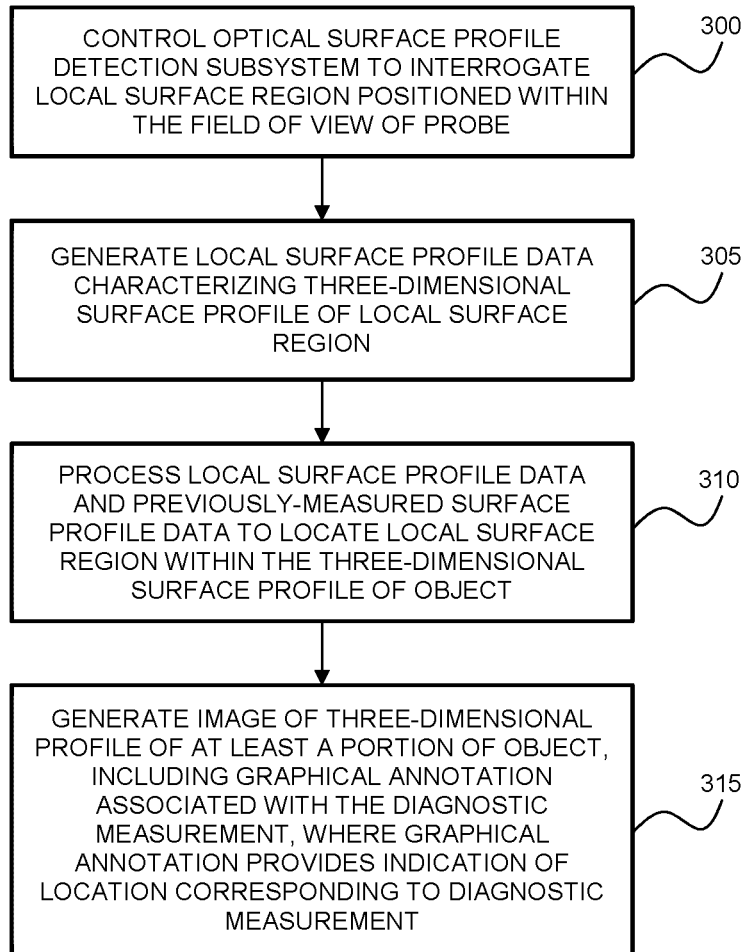 CONTROL OPTICAL SURFACE PROFILE
DETECTION SUBSYSTEM TO INTERROGATE
LOCAL SURFACE REGION POSITIONED WITHIN
THE FIELD OF VIEW OF PROBE
300
GENERATE LOCAL SURFACE PROFILE DATA
CHARACTERIZING THREE-DIMENSIONAL
SURFACE PROFILE OF LOCAL SURFACE
REGION
305
PROCESS LOCAL SURFACE PROFILE DATA
AND PREVIOUSLY-MEASURED SURFACE
PROFILE DATA TO LOCATE LOCAL SURFACE
REGION WITHIN THE THREE-DIMENSIONAL
SURFACE PROFILE OF OBJECT
310
GENERATE IMAGE OF THREE-DIMENSIONAL
PROFILE OF AT LEAST A PORTION OF OBJECT,
INCLUDING GRAPHICAL ANNOTATION
ASSOCIATED WITH THE DIAGNOSTIC
MEASUREMENT, WHERE GRAPHICAL
ANNOTATION PROVIDES INDICATION OF
LOCATION CORRESPONDING TO DIAGNOSTIC
MEASUREMENT
315